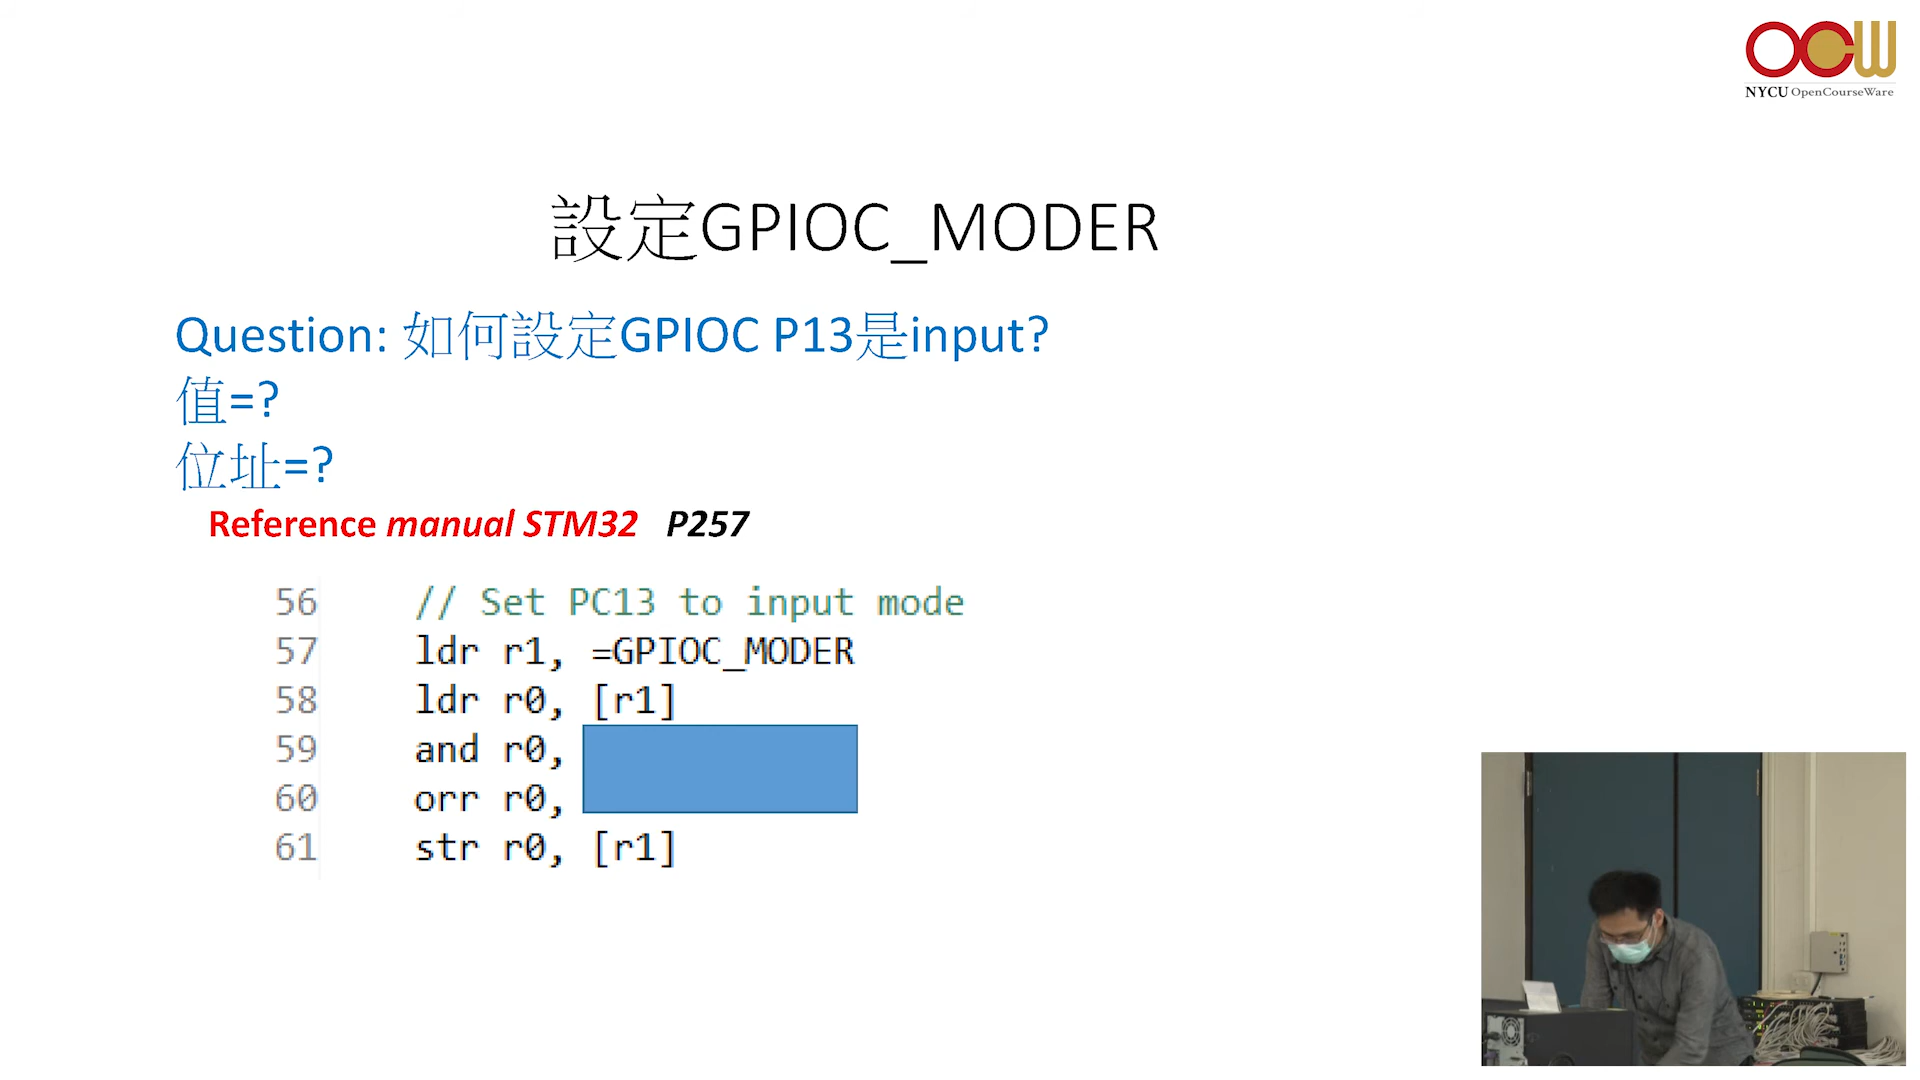 OCW
NYCU OpenCourseWare
設定GPIOC_MODER
Question: 如何設定GPIOC P13是input?
值=?
位址=?
Reference manual STM32 P257
56 // Set PC13 to input mode
57 ldr r1, =GPIOC_MODER
58 ldr r0, [r1]
59 and r0,
60 orr r0,
61 str r0, [r1]